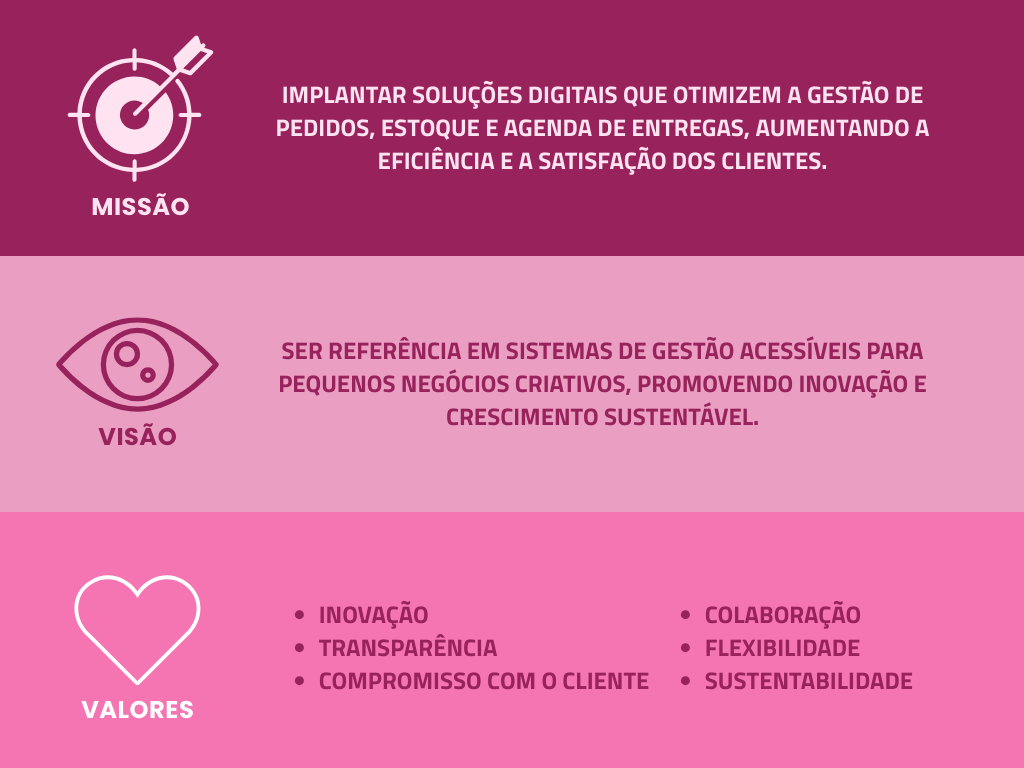 IMPLANTAR SOLUÇÕES DIGITAIS QUE OTIMIZEM A GESTÃO DE
PEDIDOS, ESTOQUE E AGENDA DE ENTREGAS, AUMENTANDO A
EFICIÊNCIA E A SATISFAÇÃO DOS CLIENTES.
MISSÃO
SER REFERÊNCIA EM SISTEMAS DE GESTÃO ACESSÍVEIS PARA
PEQUENOS NEGÓCIOS CRIATIVOS, PROMOVENDO INOVAÇÃO E
CRESCIMENTO SUSTENTÁVEL.
VISÃO
• INOVAÇÃO
• TRANSPARÊNCIA
• COMPROMISSO COM O CLIENTE
• COLABORAÇÃO
• FLEXIBILIDADE
• SUSTENTABILIDADE
VALORES